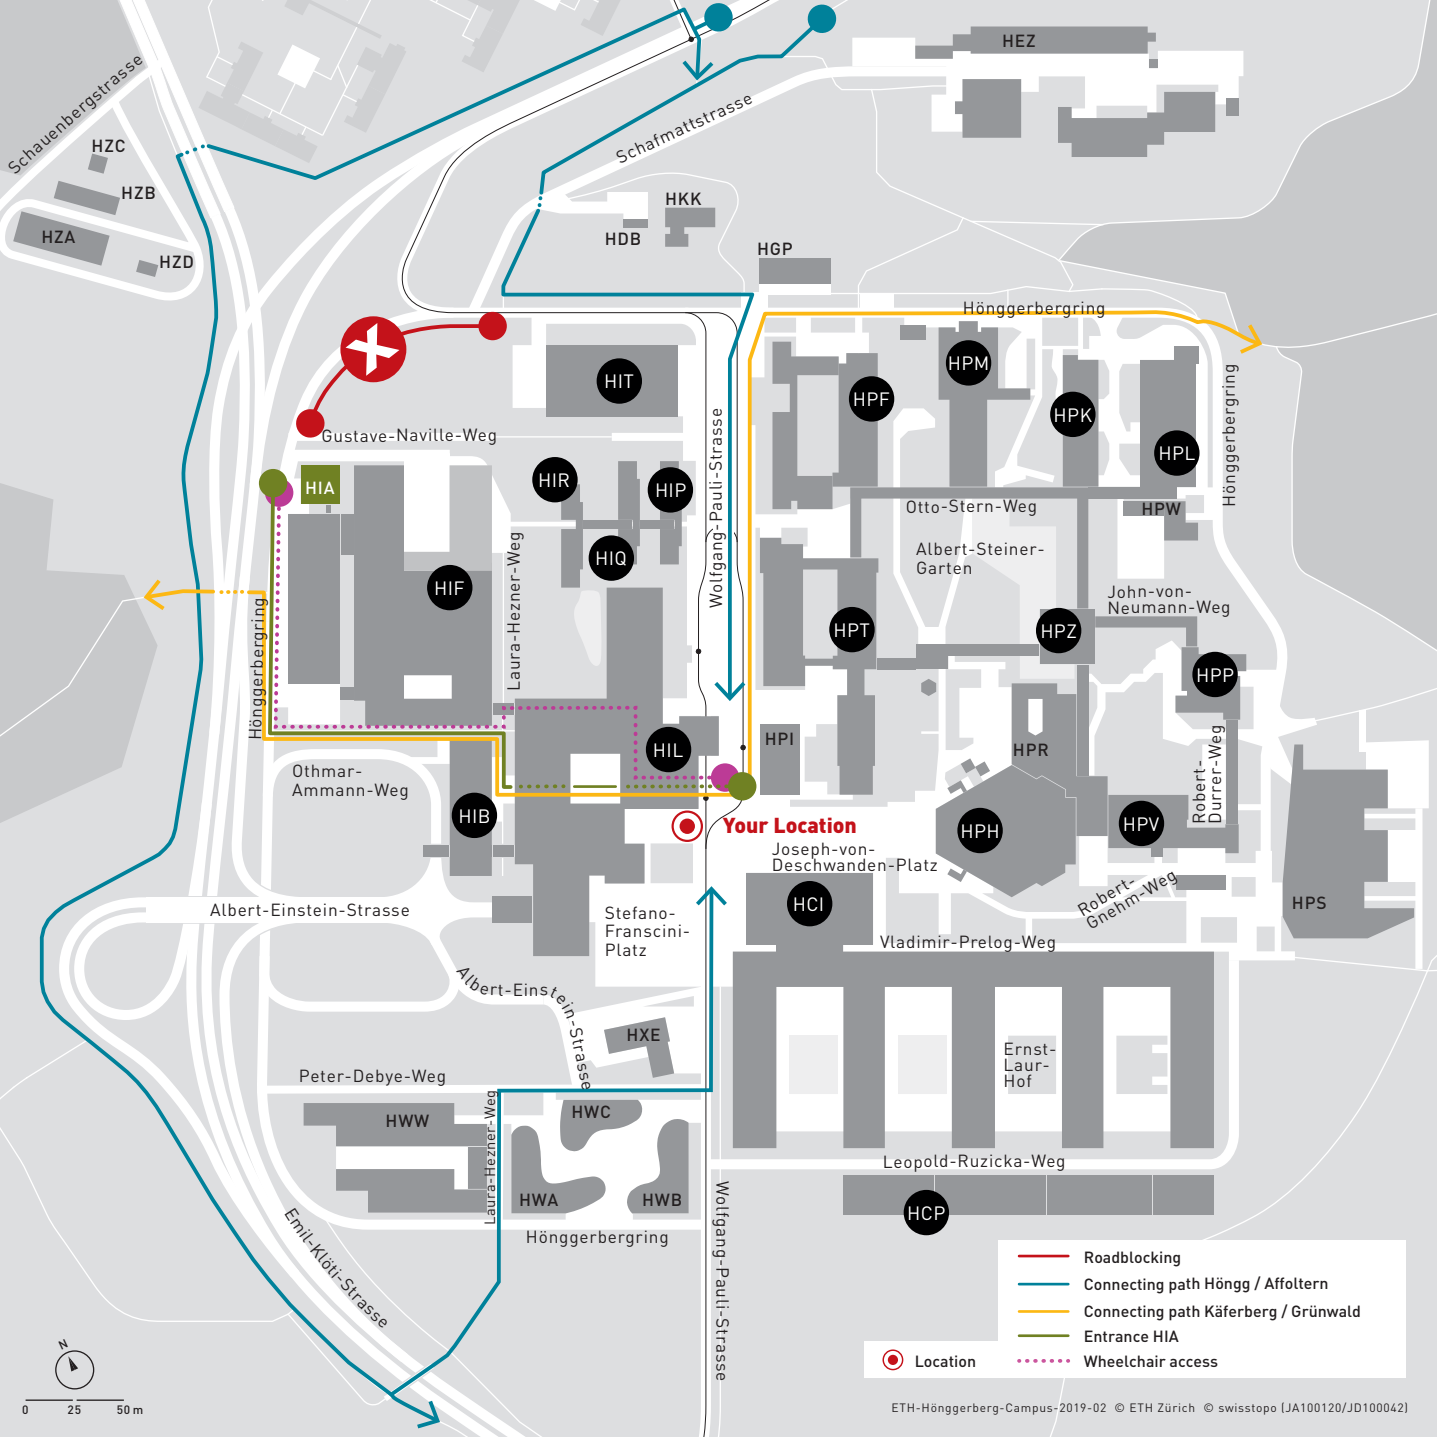 HEZ
Schauenbergstrasse
Schafmattstrasse
HZC
HZB
HZA
HZD
HKK
HDB
HGP
Hönggerbergring
HIT
HPM
HPF
HPK
HPL
Hönggerbergring
Gustave-Naville-Weg
Wolfgang-Pauli-Strasse
HIA
HIR
HIP
Otto-Stern-Weg
HPW
HIQ
HIF
Laura-Hezner-Weg
Albert-Steiner-
Garten
John-von-
Neumann-Weg
Hönggerbergring
HPT
HPZ
HPP
HIL
HPI
HPR
Robert-
Durrer-Weg
Othmar-
Ammann-Weg
HIB
Your Location
HPH
HPV
Joseph-von-
Deschwanden-Platz
HCI
Robert-
Gnehm-Weg
HPS
Albert-Einstein-Strasse
Stefano-
Franscini-
Platz
Vladimir-Prelog-Weg
Albert-Einstein-Strasse
HXE
Ernst-
Laur-
Hof
Peter-Debye-Weg
HWW
Laura-Hezner-Weg
HWC
HWA
HWB
Leopold-Ruzicka-Weg
HCP
Hönggerbergring
Emil-Klöti-Strasse
Wolfgang-Pauli-Strasse
Roadblocking
Connecting path Höngg / Affoltern
Connecting path Käferberg / Grünwald
Entrance HIA
Location
Wheelchair access
N
0 25 50 m
ETH-Hönggerberg-Campus-2019-02 © ETH Zürich © swisstopo (JA100120/JD100042)